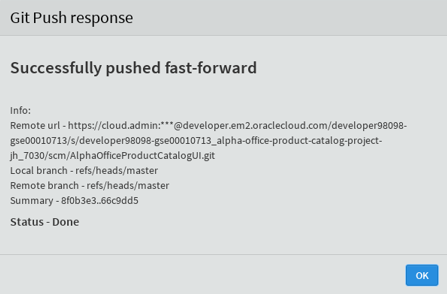 Git Push response
Successfully pushed fast-forward
Info:
Remote url - https://cloud.admin:***@developer.em2.oraclecloud.com/developer98098-
gse00010713/s/developer98098-gse00010713_alpha-office-product-catalog-project-
jh_7030/scm/AlphaOfficeProductCatalogUI.git
Local branch - refs/heads/master
Remote branch - refs/heads/master
Summary - 8f0b3e3..66c9dd5
Status - Done
OK